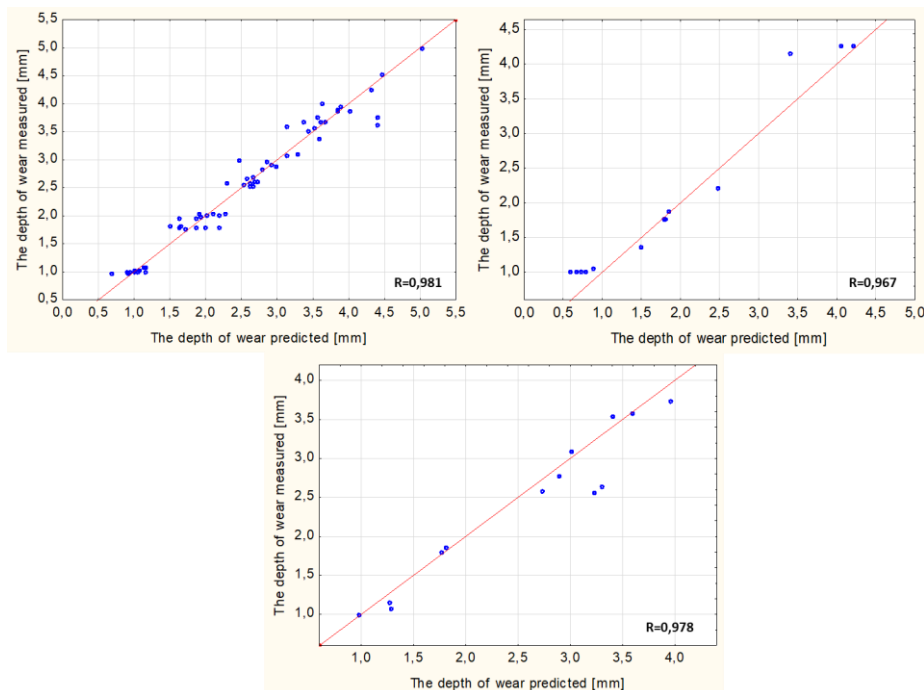 The depth of wear measured [mm]
5,5
5,0
4,5
4,0
3,5
3,0
2,5
2,0
1,5
1,0
0,5
R=0,981
0,0 0,5 1,0 1,5 2,0 2,5 3,0 3,5 4,0 4,5 5,0 5,5
The depth of wear predicted [mm]
The depth of wear measured [mm]
4,5
4,0
3,5
3,0
2,5
2,0
1,5
1,0
R=0,967
0,0 0,5 1,0 1,5 2,0 2,5 3,0 3,5 4,0 4,5 5,0
The depth of wear predicted [mm]
The depth of wear measured [mm]
4,0
3,5
3,0
2,5
2,0
1,5
1,0
R=0,978
1,0 1,5 2,0 2,5 3,0 3,5 4,0
The depth of wear predicted [mm]